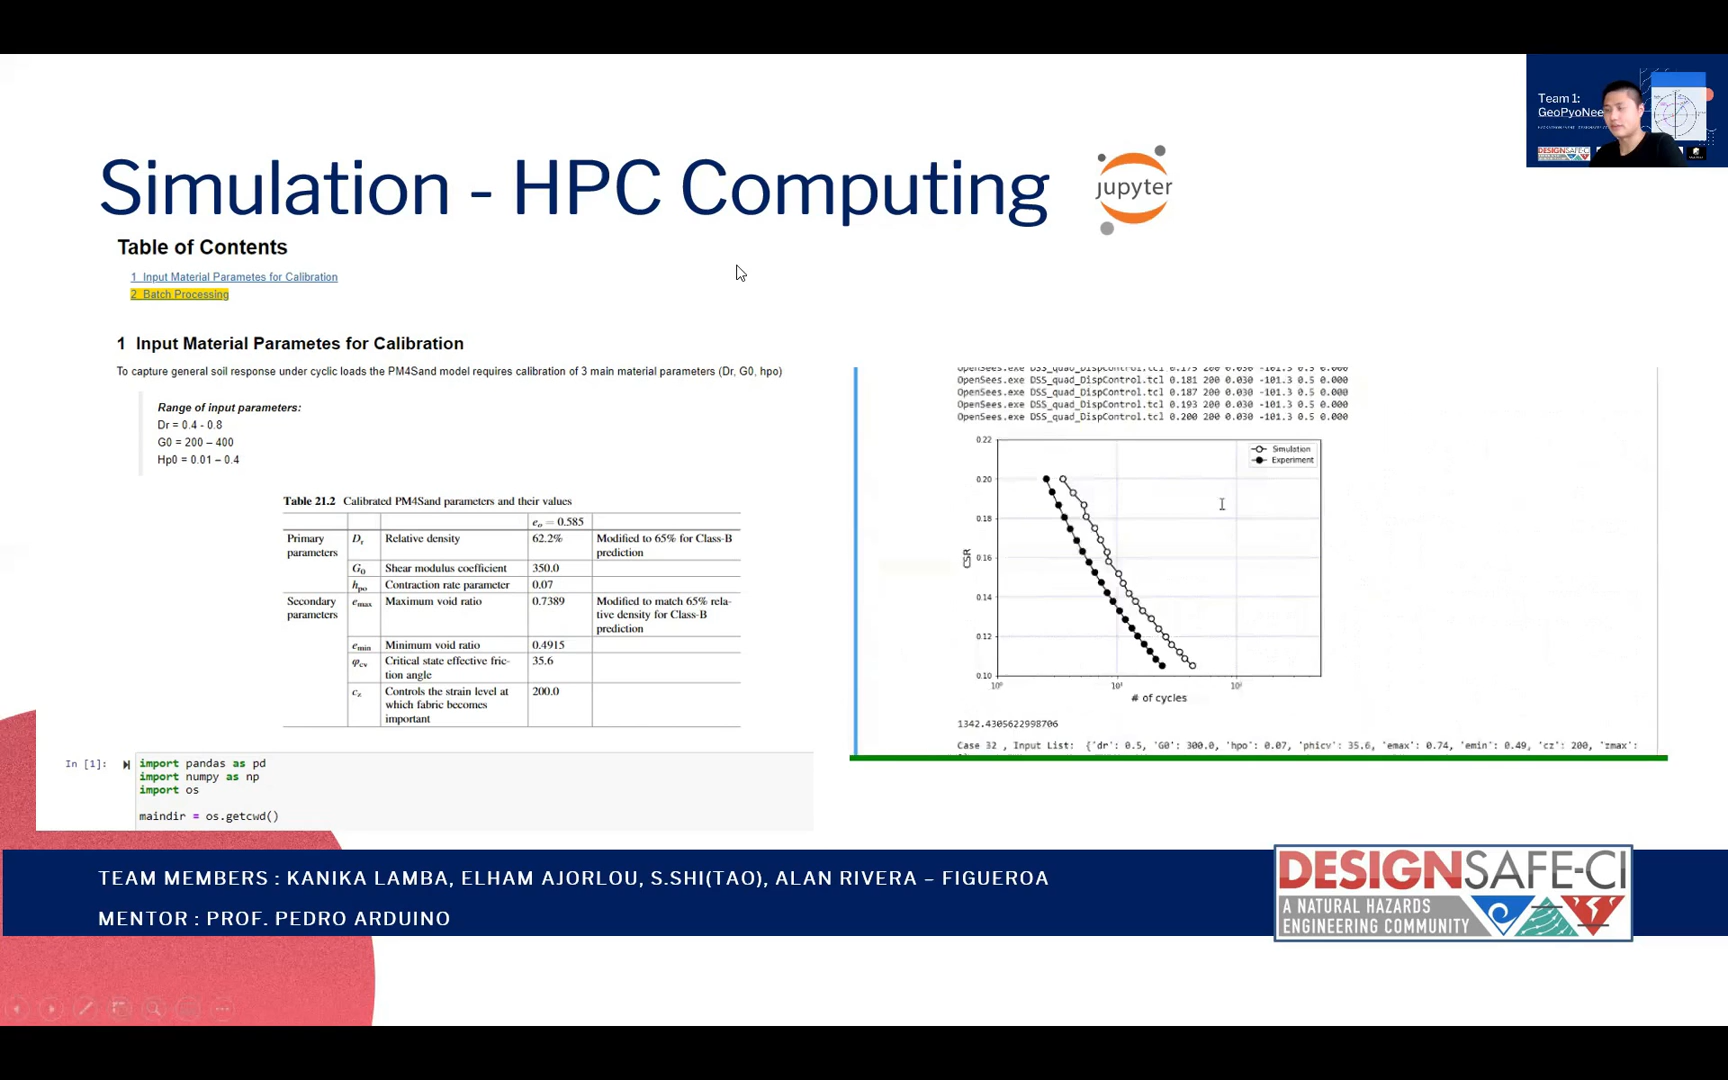 Team 1:
GeoPyoNee
Simulation - HPC Computing
jupyter
Table of Contents
1 Input Material Parametes for Calibration
2 Batch Processing
1 Input Material Parametes for Calibration
To capture general soil response under cyclic loads the PM4Sand model requires calibration of 3 main material parameters (Dr, G0, hpo)
Range of input parameters:
Dr = 0.4 - 0.8
G0 = 200 – 400
Hp0 = 0.01 – 0.4
Table 21.2 Calibrated PM4Sand parameters and their values
e₀ = 0.585
Primary parameters Dᵣ Relative density 62.2% Modified to 65% for Class-B
prediction
G₀ Shear modulus coefficient 350.0
hₚₒ Contraction rate parameter 0.07
Secondary parameters eₘₐₓ Maximum void ratio 0.7389 Modified to match 65% rela-
tive density for Class-B
prediction
eₘᵢₙ Minimum void ratio 0.4915
φcv Critical state effective fric-
tion angle 35.6
c_z Controls the strain level at
which fabric becomes
important 200.0
In [1]:
import pandas as pd
import numpy as np
import os
maindir = os.getcwd()
OpenSees.exe DSS_quad_DispControl.tcl 0.175 200 0.030 -101.3 0.5 0.000
OpenSees.exe DSS_quad_DispControl.tcl 0.181 200 0.030 -101.3 0.5 0.000
OpenSees.exe DSS_quad_DispControl.tcl 0.187 200 0.030 -101.3 0.5 0.000
OpenSees.exe DSS_quad_DispControl.tcl 0.193 200 0.030 -101.3 0.5 0.000
OpenSees.exe DSS_quad_DispControl.tcl 0.200 200 0.030 -101.3 0.5 0.000
Simulation
Experiment
0.22
0.20
0.18
0.16
0.14
0.12
0.10
CSR
# of cycles
1342.4305622998706
Case 32 , Input List: {'dr': 0.5, 'G0': 300.0, 'hpo': 0.07, 'phicv': 35.6, 'emax': 0.74, 'emin': 0.49, 'cz': 200, 'zmax':
TEAM MEMBERS : KANIKA LAMBA, ELHAM AJORLOU, S.SHI(TAO), ALAN RIVERA – FIGUEROA
MENTOR : PROF. PEDRO ARDUINO
DESIGNSAFE-CI
A NATURAL HAZARDS
ENGINEERING COMMUNITY